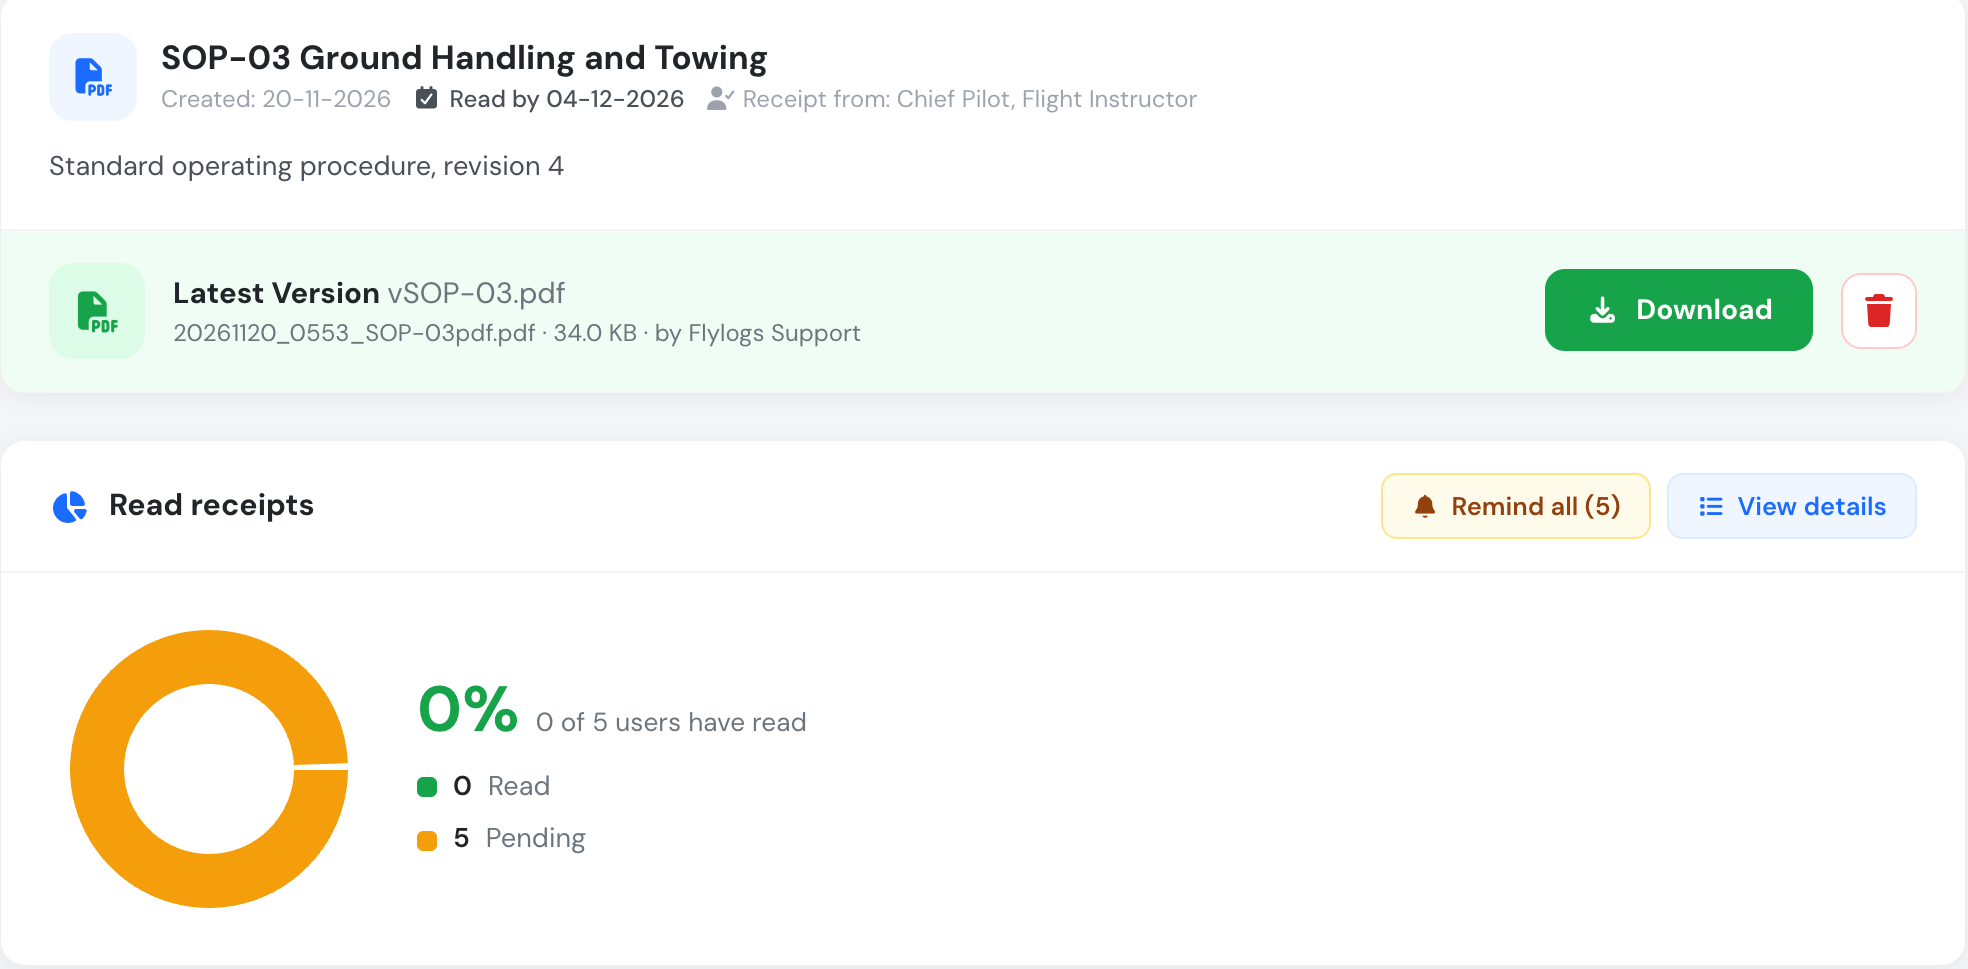 SOP-03 Ground Handling and Towing
Created: 20-11-2026 Read by 04-12-2026 Receipt from: Chief Pilot, Flight Instructor
Standard operating procedure, revision 4
PDF
PDF
Latest Version vSOP-03.pdf
20261120_0553_SOP-03pdf.pdf · 34.0 KB · by Flylogs Support
Download
Read receipts
Remind all (5)
View details
0% 0 of 5 users have read
0 Read
5 Pending